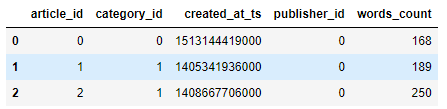 article_id category_id created_at_ts publisher_id words_count
0 0 0 1513144419000 0 168
1 1 1 1405341936000 0 189
2 2 1 1408667706000 0 250